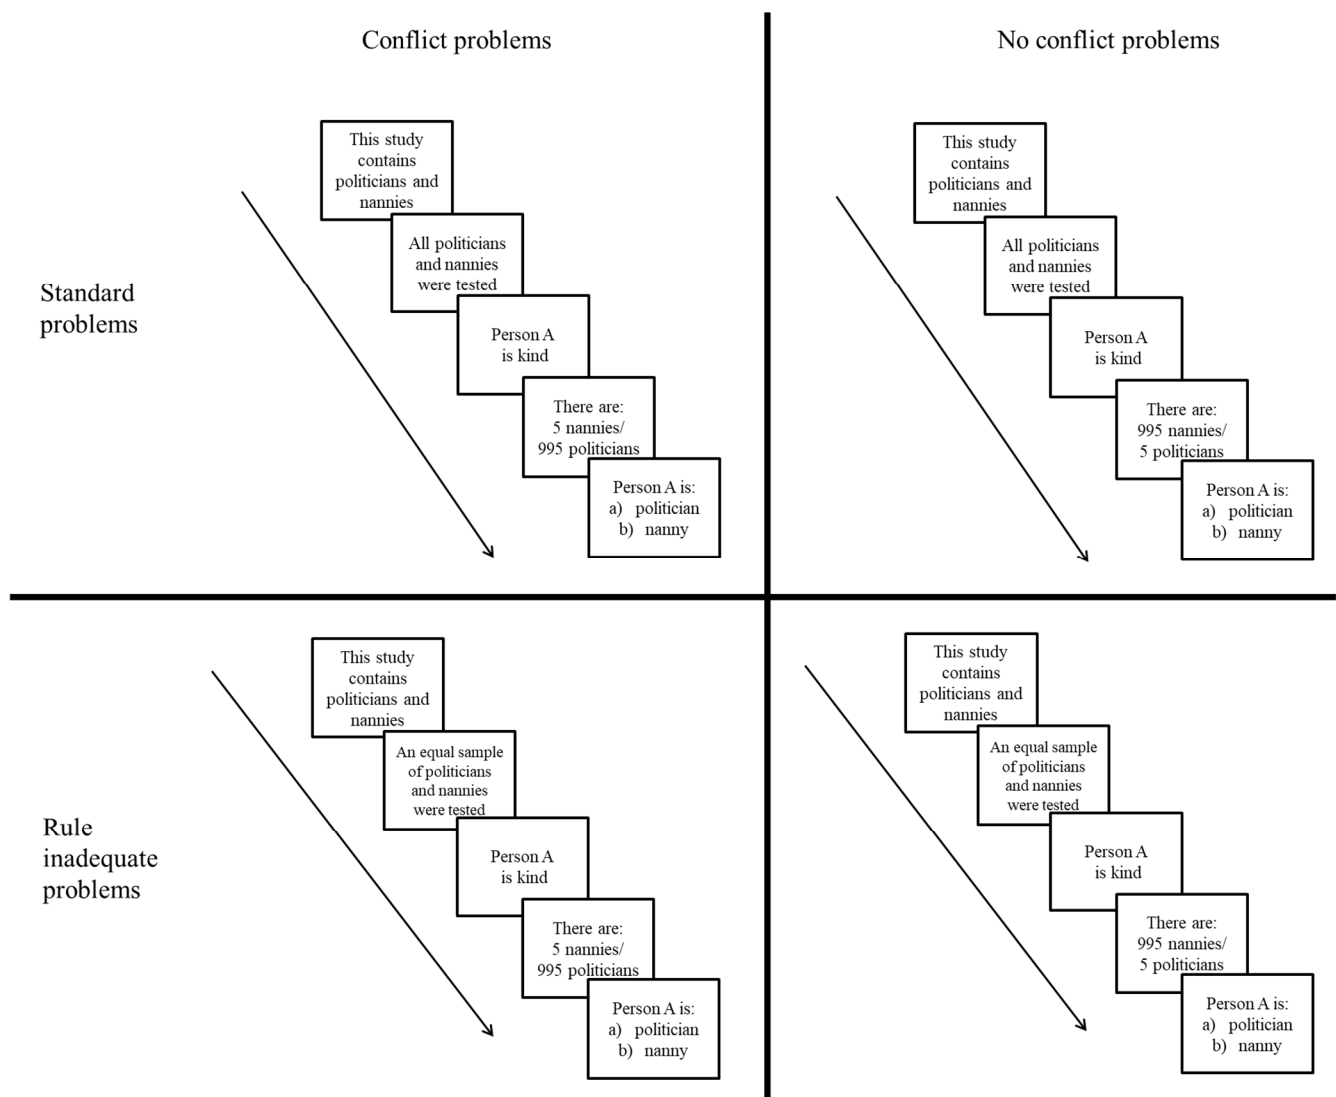 Conflict problems
No conflict problems
Standard
problems
This study
contains
politicians and
nannies
All politicians
and nannies
were tested
Person A
is kind
There are:
5 nannies/
995 politicians
Person A is:
a) politician
b) nanny
This study
contains
politicians and
nannies
All politicians
and nannies
were tested
Person A
is kind
There are:
995 nannies/
5 politicians
Person A is:
a) politician
b) nanny
Rule
inadequate
problems
This study
contains
politicians and
nannies
An equal sample
of politicians
and nannies
were tested
Person A
is kind
There are:
5 nannies/
995 politicians
Person A is:
a) politician
b) nanny
This study
contains
politicians and
nannies
An equal sample
of politicians
and nannies
were tested
Person A
is kind
There are:
995 nannies/
5 politicians
Person A is:
a) politician
b) nanny